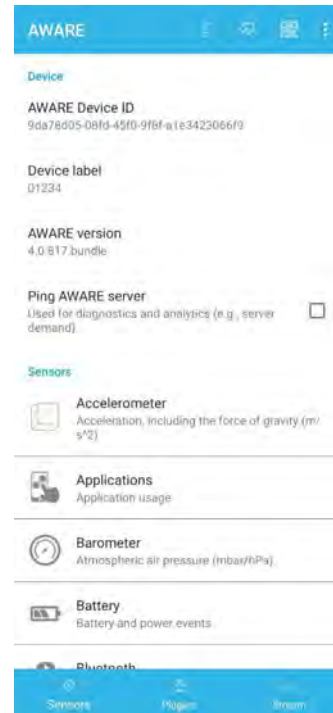 AWARE
Device
AWARE Device ID
9da78d05-08fd-45f0-9f8f-a1e3423066f9
Device label
01234
AWARE version
4.0.817.bundle
Ping AWARE server
Used for diagnostics and analytics (e.g., server
demand)
Sensors
Accelerometer
Acceleration, including the force of gravity (m/
s^2)
Applications
Application usage
Barometer
Atmospheric air pressure (mbar/hPa)
Battery
Battery and power events
Bluetooth
Sensors Plugins Stream